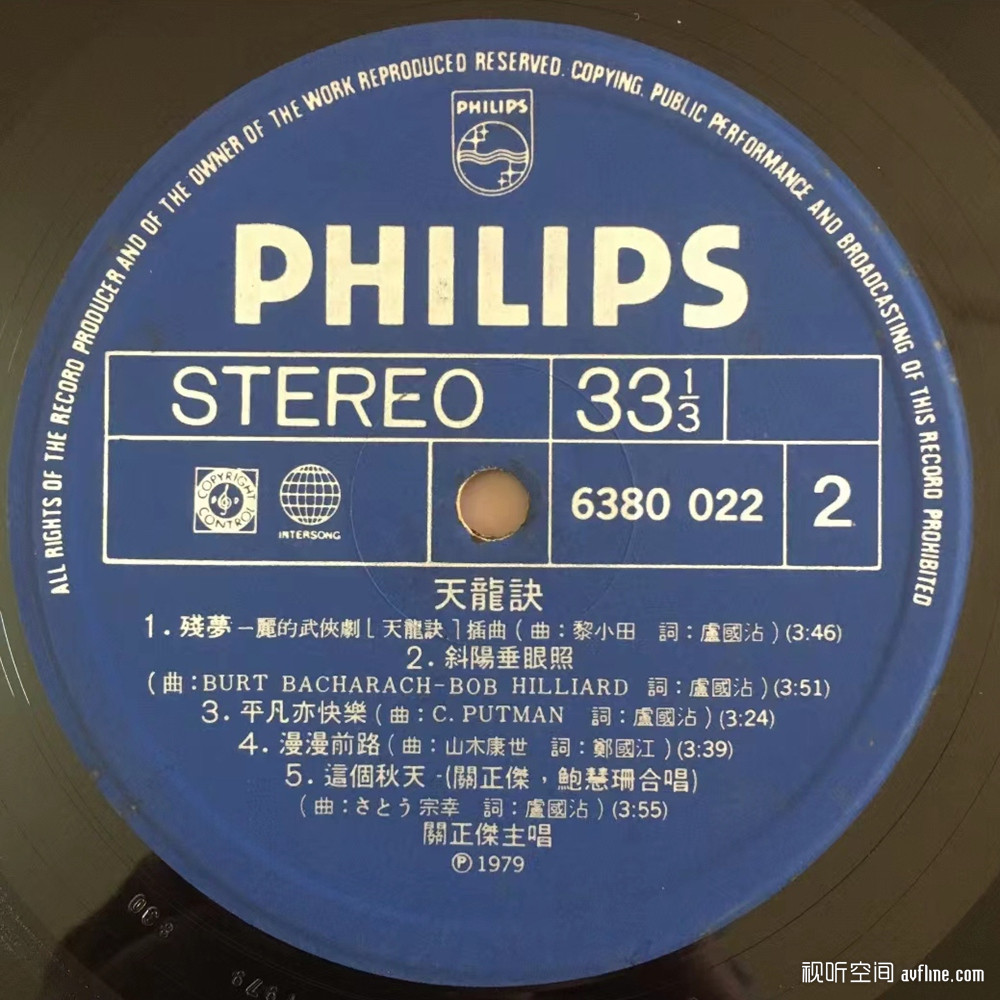 ALL RIGHTS OF THE RECORD PRODUCER AND OF THE OWNER OF THE WORK REPRODUCED RESERVED. COPYING, PUBLIC PERFORMANCE AND BROADCASTING OF THIS RECORD PROHIBITED
PHILIPS
PHILIPS
STEREO 33 1/3
COPYRIGHT CONTROL INTERSONG 6380 022 2
天龍訣
1. 殘夢－麗的武俠劇[天龍訣]插曲(曲:黎小田 詞:盧國沾)(3:46)
2. 斜陽垂眼照
(曲:BURT BACHARACH-BOB HILLIARD 詞:盧國沾)(3:51)
3. 平凡亦快樂(曲:C. PUTMAN 詞:盧國沾)(3:24)
4. 漫漫前路(曲:山木康世 詞:鄭國江)(3:39)
5. 這個秋天-(關正傑，鮑慧珊合唱)
(曲:さとう宗幸 詞:盧國沾)(3:55)
關正傑主唱
Ⓟ1979
视听空间 avfline.com